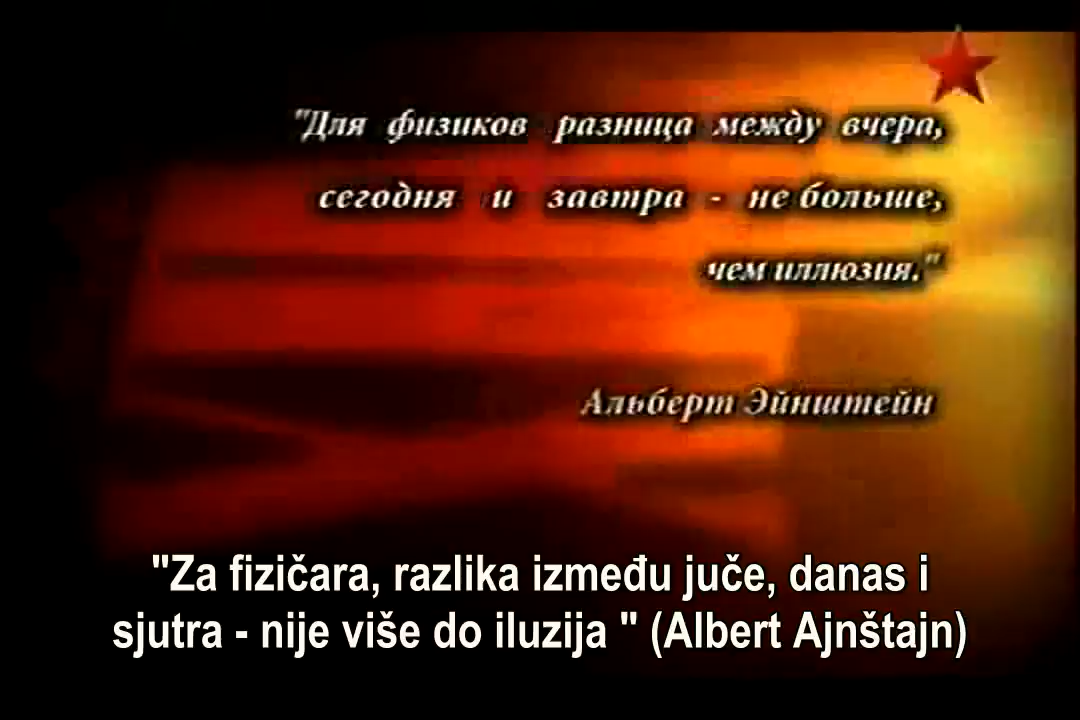 "Для физиков разница между вчера,
сегодня и завтра - не больше,
чем иллюзия."
Альберт Эйнштейн
"Za fizičara, razlika između juče, danas i
sjutra - nije više do iluzija " (Albert Ajnštajn)